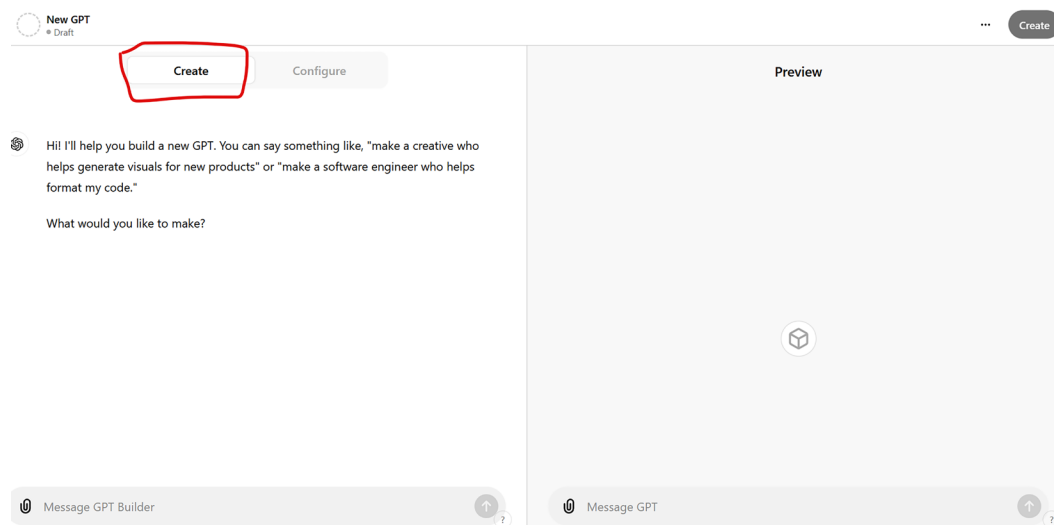 New GPT
Draft
...
Create
Create
Configure
Preview
Hi! I'll help you build a new GPT. You can say something like, "make a creative who
helps generate visuals for new products" or "make a software engineer who helps
format my code."
What would you like to make?
Message GPT Builder
?
Message GPT
?